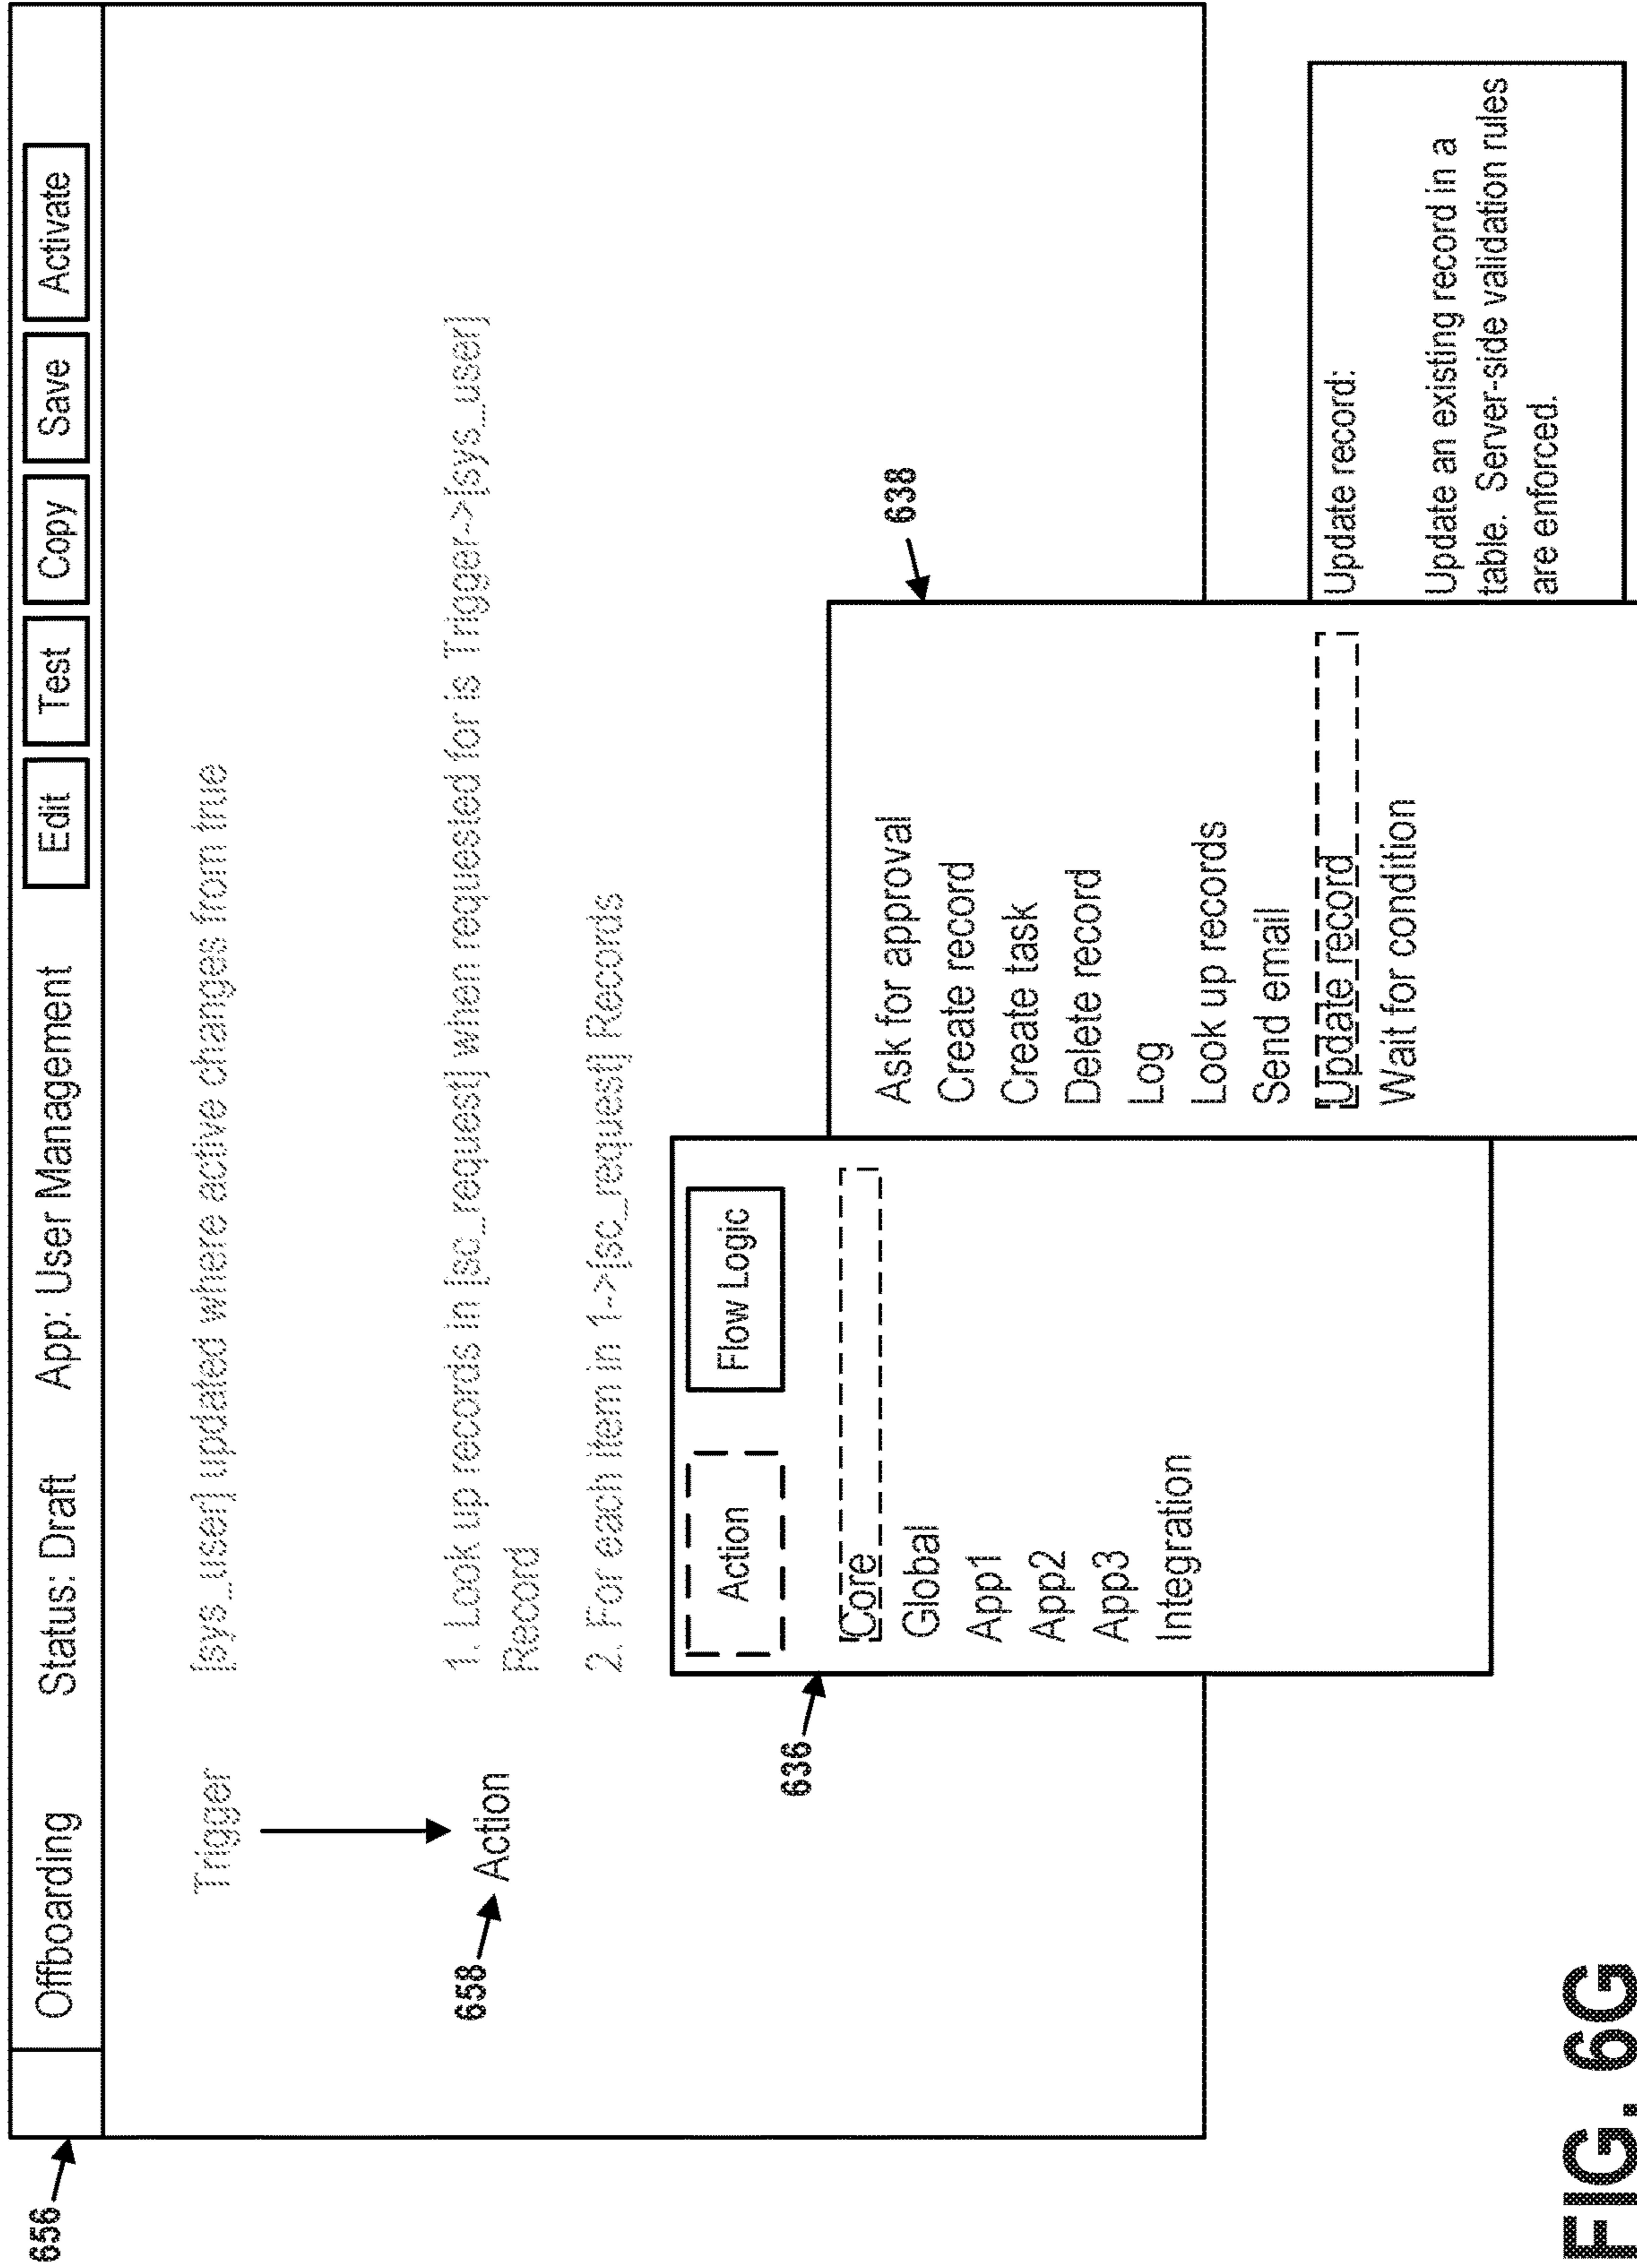 656
Offboarding Status: Draft App: User Management Edit Test Copy Save Activate
Trigger [sys_user] updated where active changes from true
658
Action
1. Look up records in [sc_request] when requested for is Trigger->[sys_user]
Record
2. For each item in 1->[sc_request] Records
636
Action Flow Logic
Core
Global
App1
App2
App3
Integration
638
Ask for approval
Create record
Create task
Delete record
Log
Look up records
Send email
Update record
Wait for condition
Update record:
Update an existing record in a
table. Server-side validation rules
are enforced.
FIG. 6G